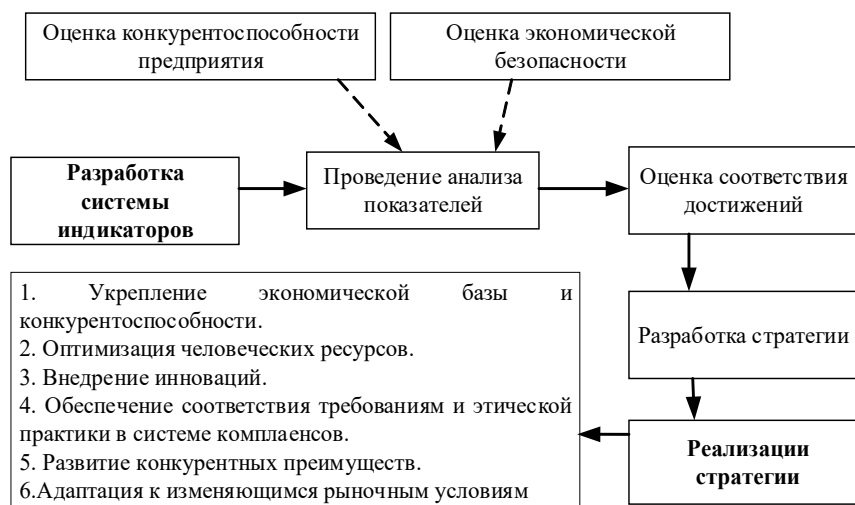 Оценка конкурентоспособности
предприятия
Оценка экономической
безопасности
Разработка
системы
индикаторов
Проведение анализа
показателей
Оценка соответствия
достижений
1. Укрепление экономической базы и
конкурентоспособности.
2. Оптимизация человеческих ресурсов.
3. Внедрение инноваций.
4. Обеспечение соответствия требованиям и этической
практики в системе комплаенсов.
5. Развитие конкурентных преимуществ.
6.Адаптация к изменяющимся рыночным условиям
Разработка стратегии
Реализации
стратегии